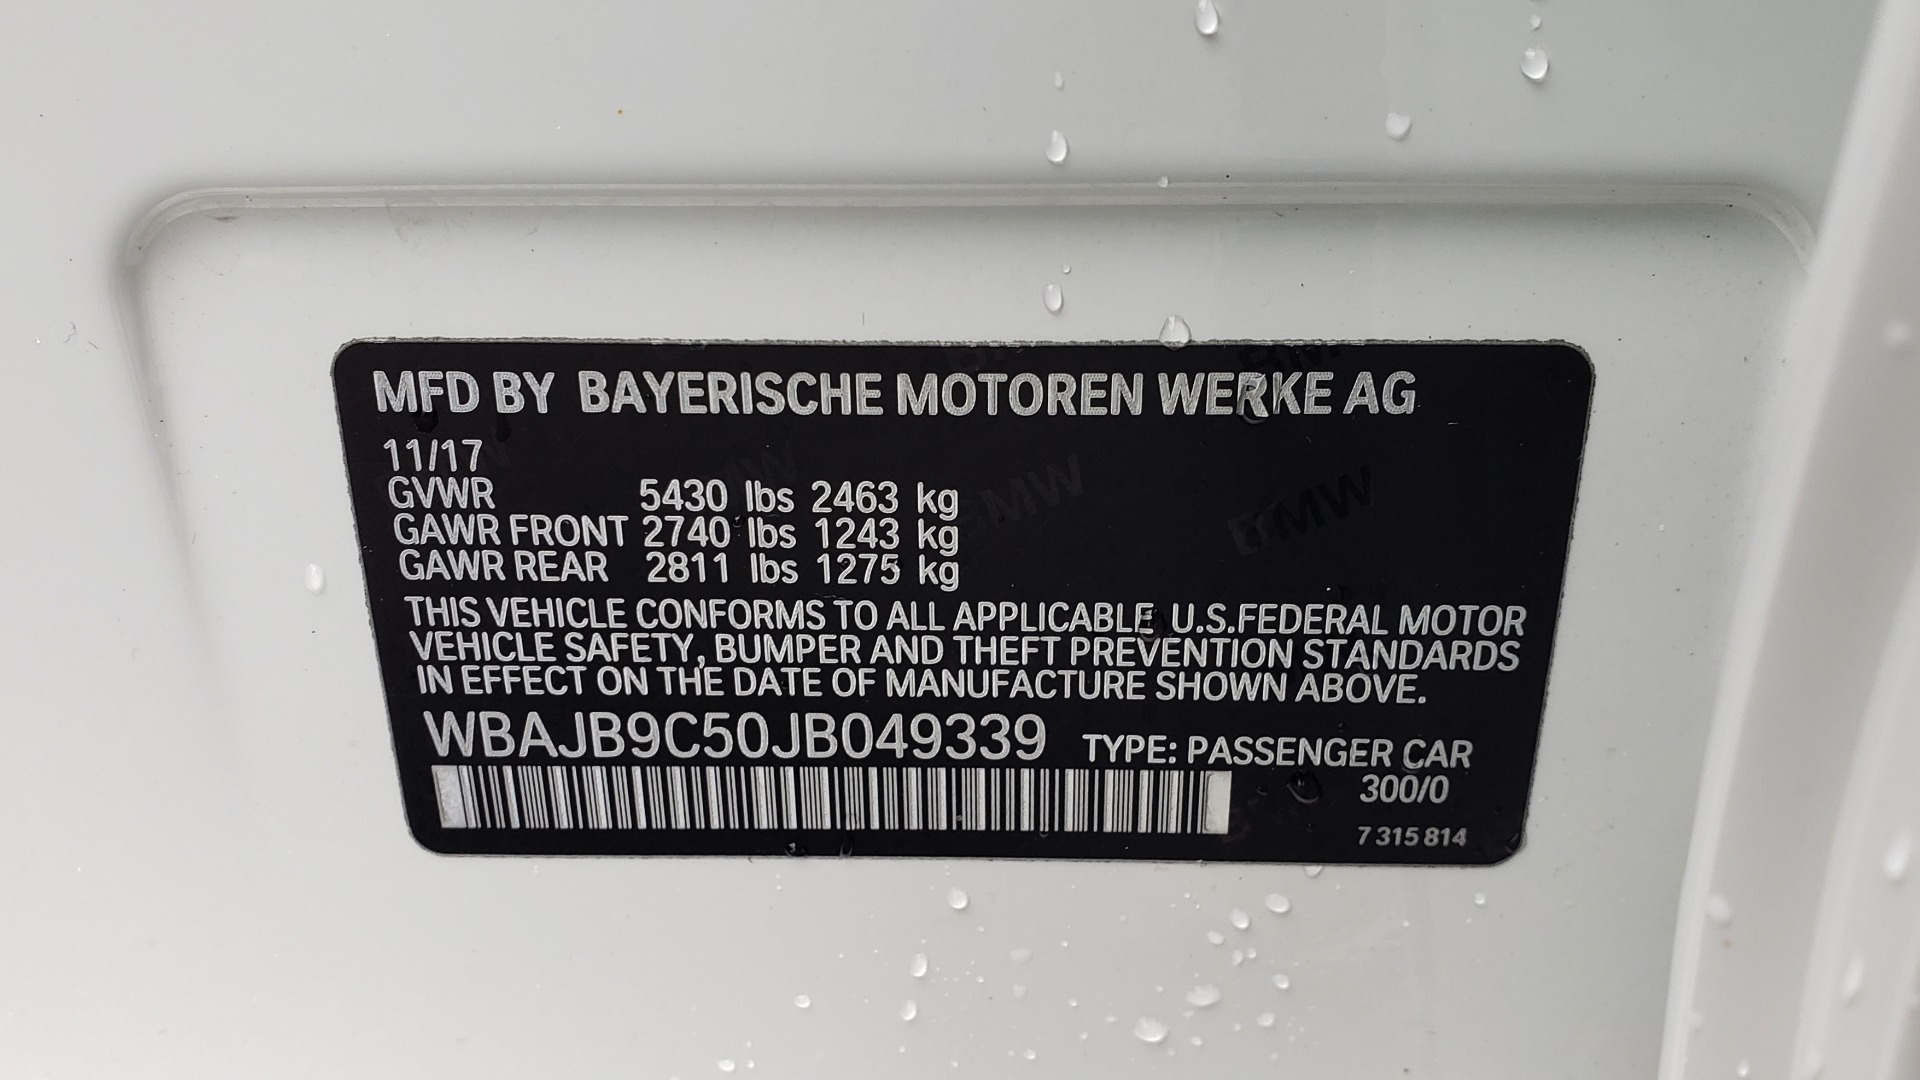 MFD BY BAYERISCHE MOTOREN WERKE AG
11/17
GVWR 5430 lbs 2463 kg
GAWR FRONT 2740 lbs 1243 kg
GAWR REAR 2811 lbs 1275 kg
THIS VEHICLE CONFORMS TO ALL APPLICABLE U.S.FEDERAL MOTOR
VEHICLE SAFETY, BUMPER AND THEFT PREVENTION STANDARDS
IN EFFECT ON THE DATE OF MANUFACTURE SHOWN ABOVE.
WBAJB9C50JB049339 TYPE: PASSENGER CAR
300/0
7 315 814